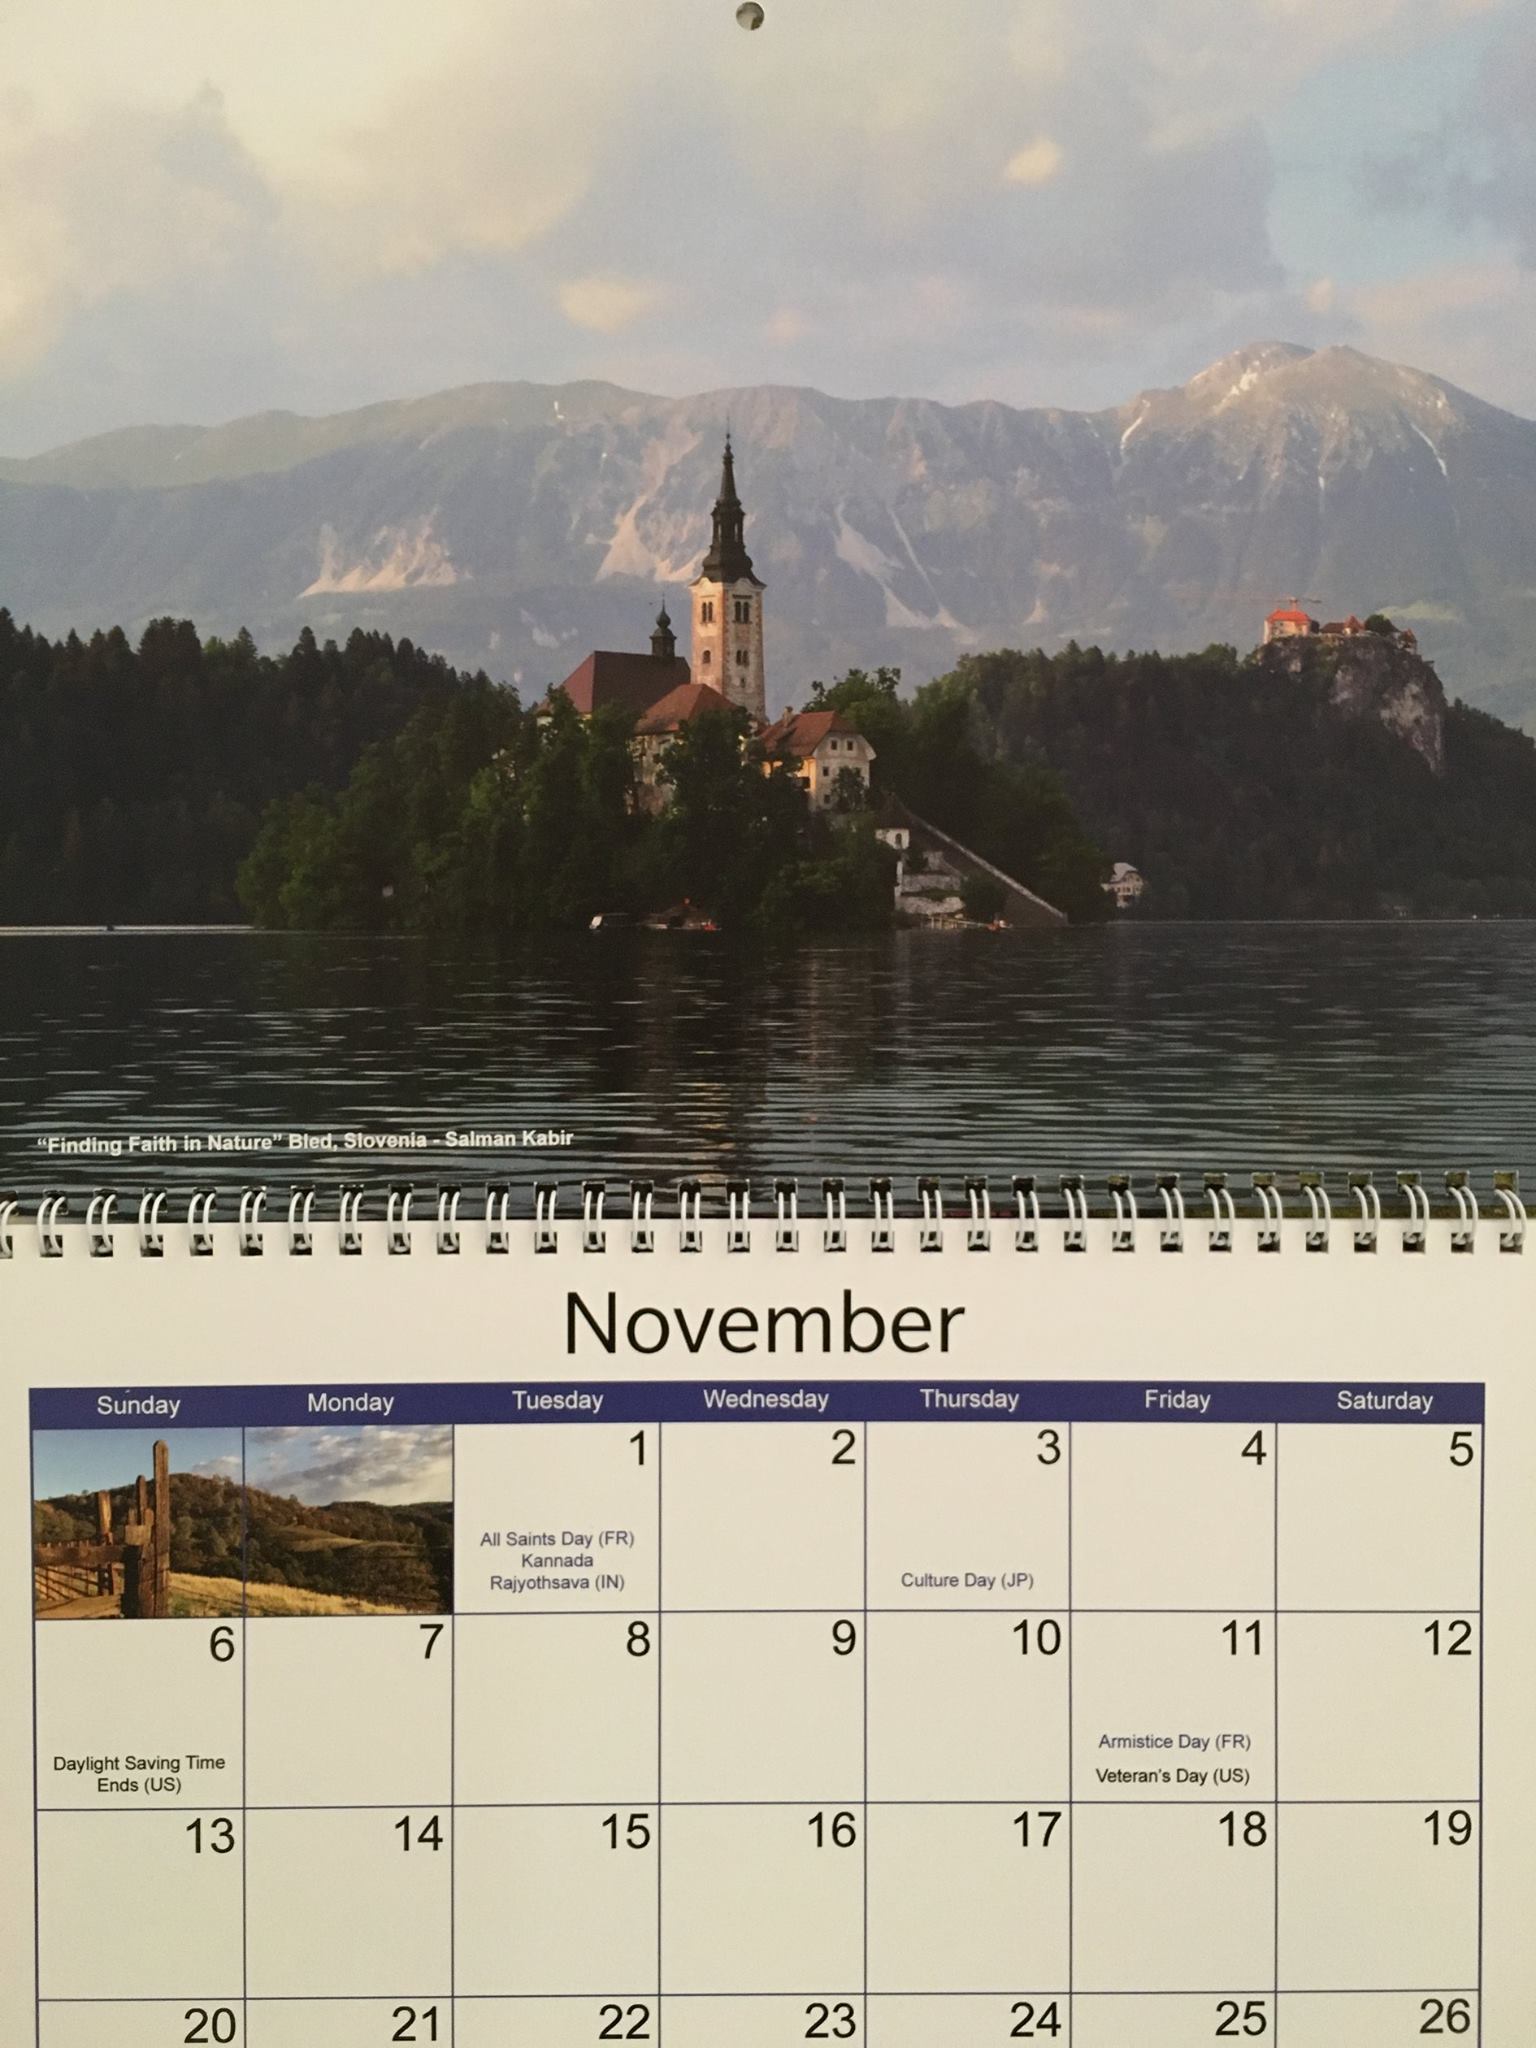 “Finding Faith in Nature” Bled, Slovenia - Salman Kabir
November
Sunday Monday Tuesday Wednesday Thursday Friday Saturday
1 2 3 4 5
All Saints Day (FR)
Kannada
Rajyothsava (IN)
Culture Day (JP)
6 7 8 9 10 11 12
Daylight Saving Time
Ends (US)
Armistice Day (FR)
Veteran's Day (US)
13 14 15 16 17 18 19
20 21 22 23 24 25 26